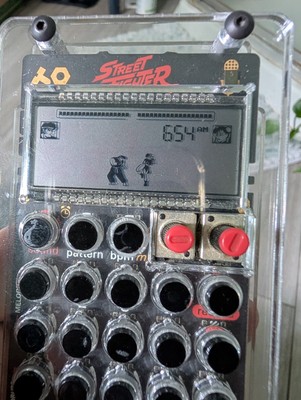 STREET
FIGHTER
654 AM
pattern bpm